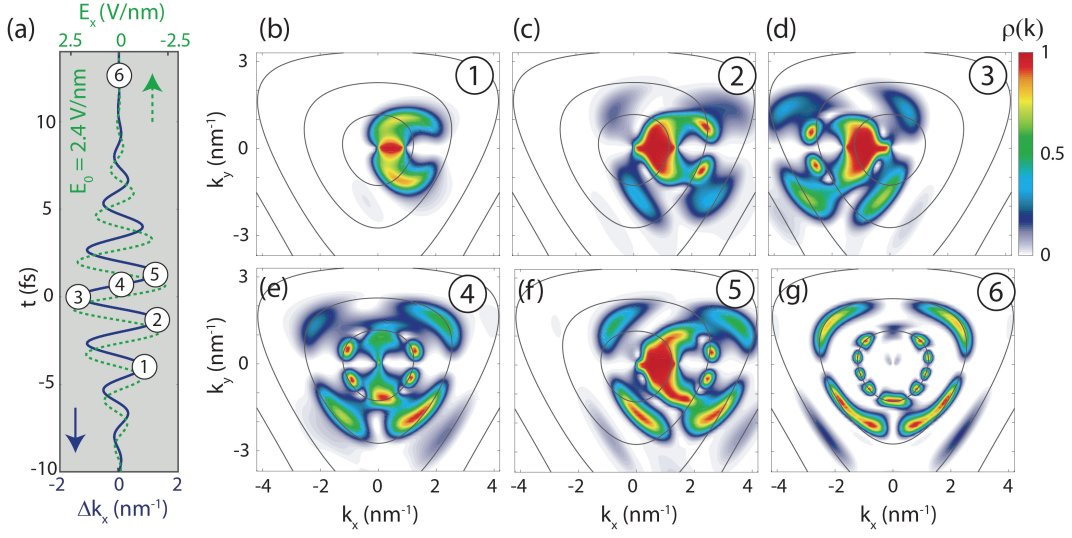 (a)
E_x (V/nm)
2.5 0 -2.5
E_0 = 2.4 V/nm
t (fs)
10
5
0
-5
-10
6
5
4
3
2
1
-2 0 2
Δk_x (nm⁻¹)
(b) (c) (d) ρ(k)
1 2 3
1
0.5
0
k_y (nm⁻¹)
3
0
-3
(e) (f) (g)
4 5 6
k_y (nm⁻¹)
3
0
-3
-4 -2 0 2 4 -4 -2 0 2 4 -4 -2 0 2 4
k_x (nm⁻¹) k_x (nm⁻¹) k_x (nm⁻¹)